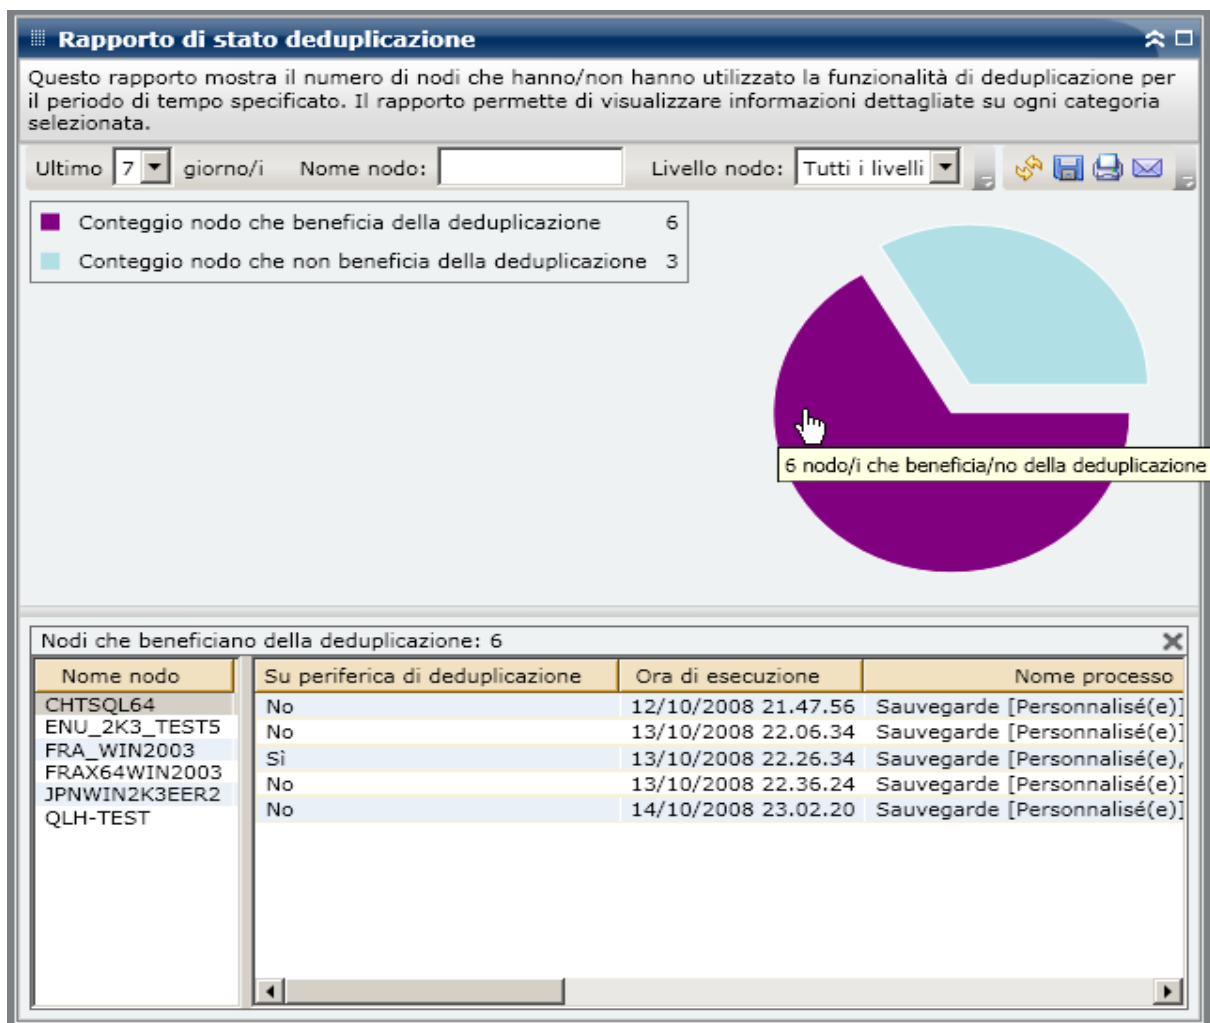 Rapporto di stato deduplicazione
Questo rapporto mostra il numero di nodi che hanno/non hanno utilizzato la funzionalità di deduplicazione per
il periodo di tempo specificato. Il rapporto permette di visualizzare informazioni dettagliate su ogni categoria
selezionata.
Ultimo 7 giorno/i Nome nodo: Livello nodo: Tutti i livelli
Conteggio nodo che beneficia della deduplicazione 6
Conteggio nodo che non beneficia della deduplicazione 3
6 nodo/i che beneficia/no della deduplicazione
Nodi che beneficiano della deduplicazione: 6
Nome nodo
CHTSQL64
ENU_2K3_TEST5
FRA_WIN2003
FRAX64WIN2003
JPNWIN2K3EER2
QLH-TEST
Su periferica di deduplicazione Ora di esecuzione Nome processo
No 12/10/2008 21.47.56 Sauvegarde [Personnalisé(e)]
No 13/10/2008 22.06.34 Sauvegarde [Personnalisé(e)]
Sì 13/10/2008 22.26.34 Sauvegarde [Personnalisé(e),
No 13/10/2008 22.36.24 Sauvegarde [Personnalisé(e)]
No 14/10/2008 23.02.20 Sauvegarde [Personnalisé(e)]